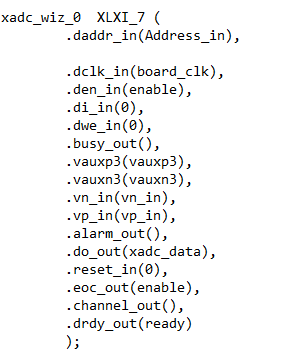 xadc_wiz_0  XLXI_7 (
        .daddr_in(Address_in),

        .dclk_in(board_clk),
        .den_in(enable),
        .di_in(0),
        .dwe_in(0),
        .busy_out(),
        .vauxp3(vauxp3),
        .vauxn3(vauxn3),
        .vn_in(vn_in),
        .vp_in(vp_in),
        .alarm_out(),
        .do_out(xadc_data),
        .reset_in(0),
        .eoc_out(enable),
        .channel_out(),
        .drdy_out(ready)
        );